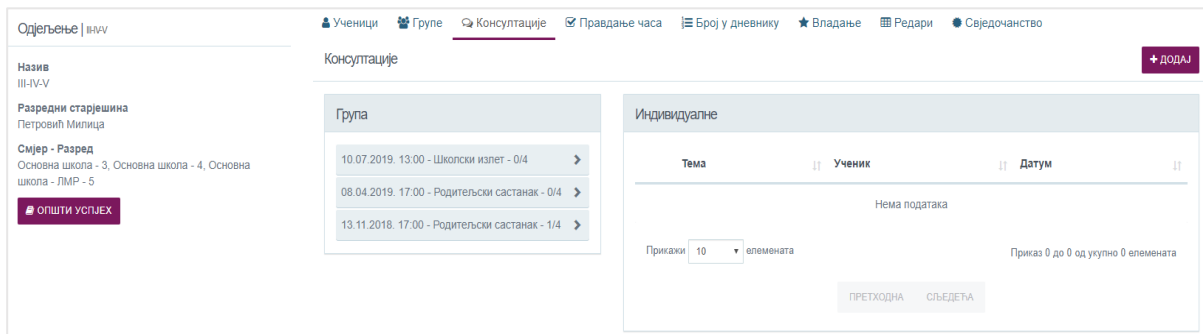 Одјељење | III-IV-V
Назив
III-IV-V
Разредни старјешина
Петровић Милица
Смјер - Разред
Основна школа - 3, Основна школа - 4, Основна
школа - ЛМР - 5
ОПШТИ УСПЈЕХ
Ученици Групе Консултације Правдање часа Број у дневнику Владање Редари Свједочанство
Консултације
+ ДОДАЈ
Група
10.07.2019. 13:00 - Школски излет - 0/4
08.04.2019. 17:00 - Родитељски састанак - 0/4
13.11.2018. 17:00 - Родитељски састанак - 1/4
Индивидуалне
Тема Ученик Датум
Нема података
Прикажи 10 елемената
Приказ 0 до 0 од укупно 0 елемената
ПРЕТХОДНА СЉЕДЕЋА